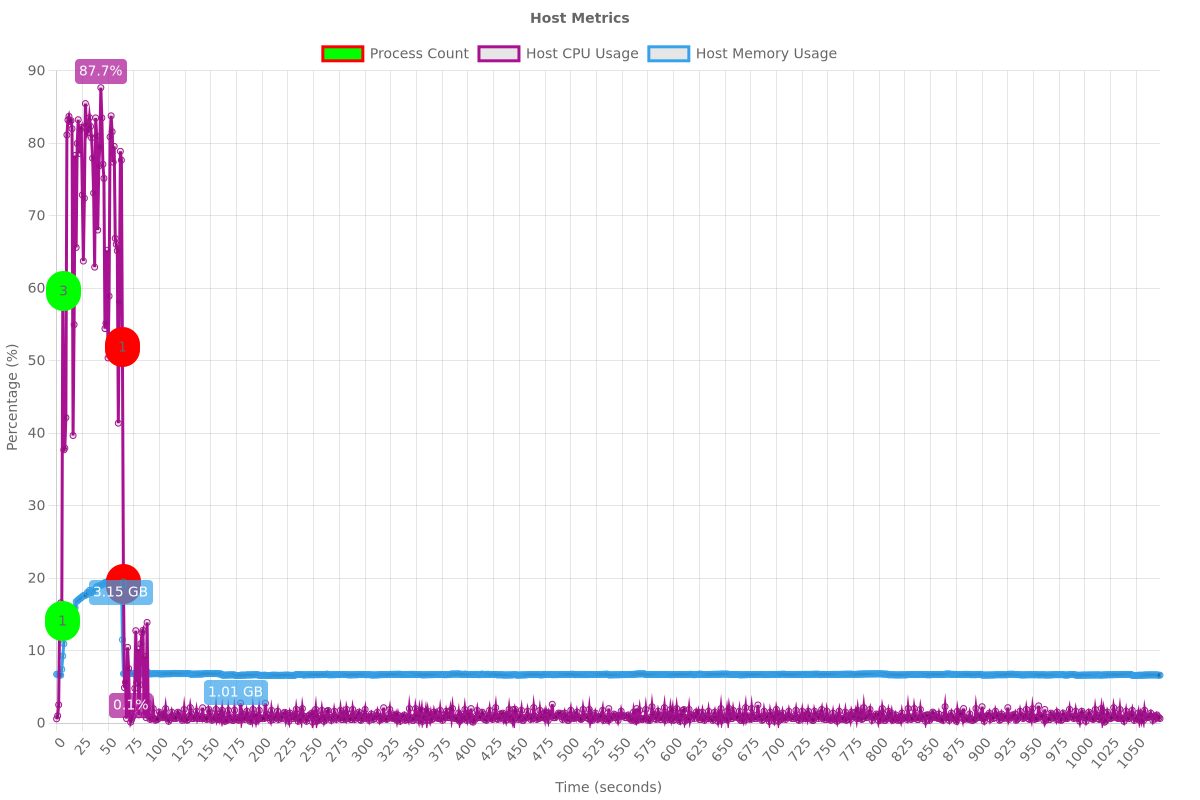 Host Metrics
Process Count Host CPU Usage Host Memory Usage
Percentage (%)
90
80
70
60
50
40
30
20
10
0
87.7%
3
1
3.15 GB
1
1.01 GB
0.1%
0 25 50 75 100 125 150 175 200 225 250 275 300 325 350 375 400 425 450 475 500 525 550 575 600 625 650 675 700 725 750 775 800 825 850 875 900 925 950 975 1000 1025 1050
Time (seconds)